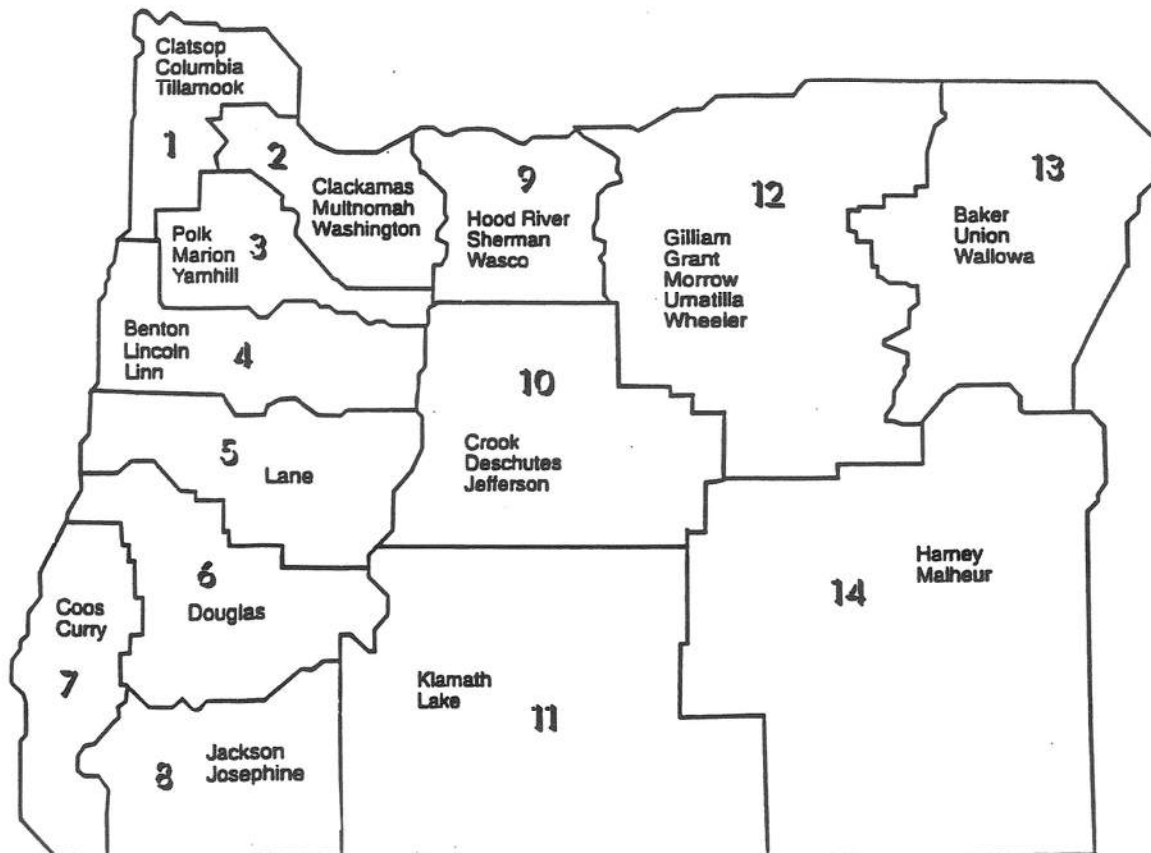 Clatsop
Columbia
Tillamook
1
2
Clackamas
Multnomah
Washington
Polk
Marion
Yamhill
3
Benton
Lincoln
Linn
4
5
Lane
6
Douglas
Coos
Curry
7
8
Jackson
Josephine
9
Hood River
Sherman
Wasco
10
Crook
Deschutes
Jefferson
Klamath
Lake
11
12
Gilliam
Grant
Morrow
Umatilla
Wheeler
13
Baker
Union
Wallowa
Harney
Malheur
14